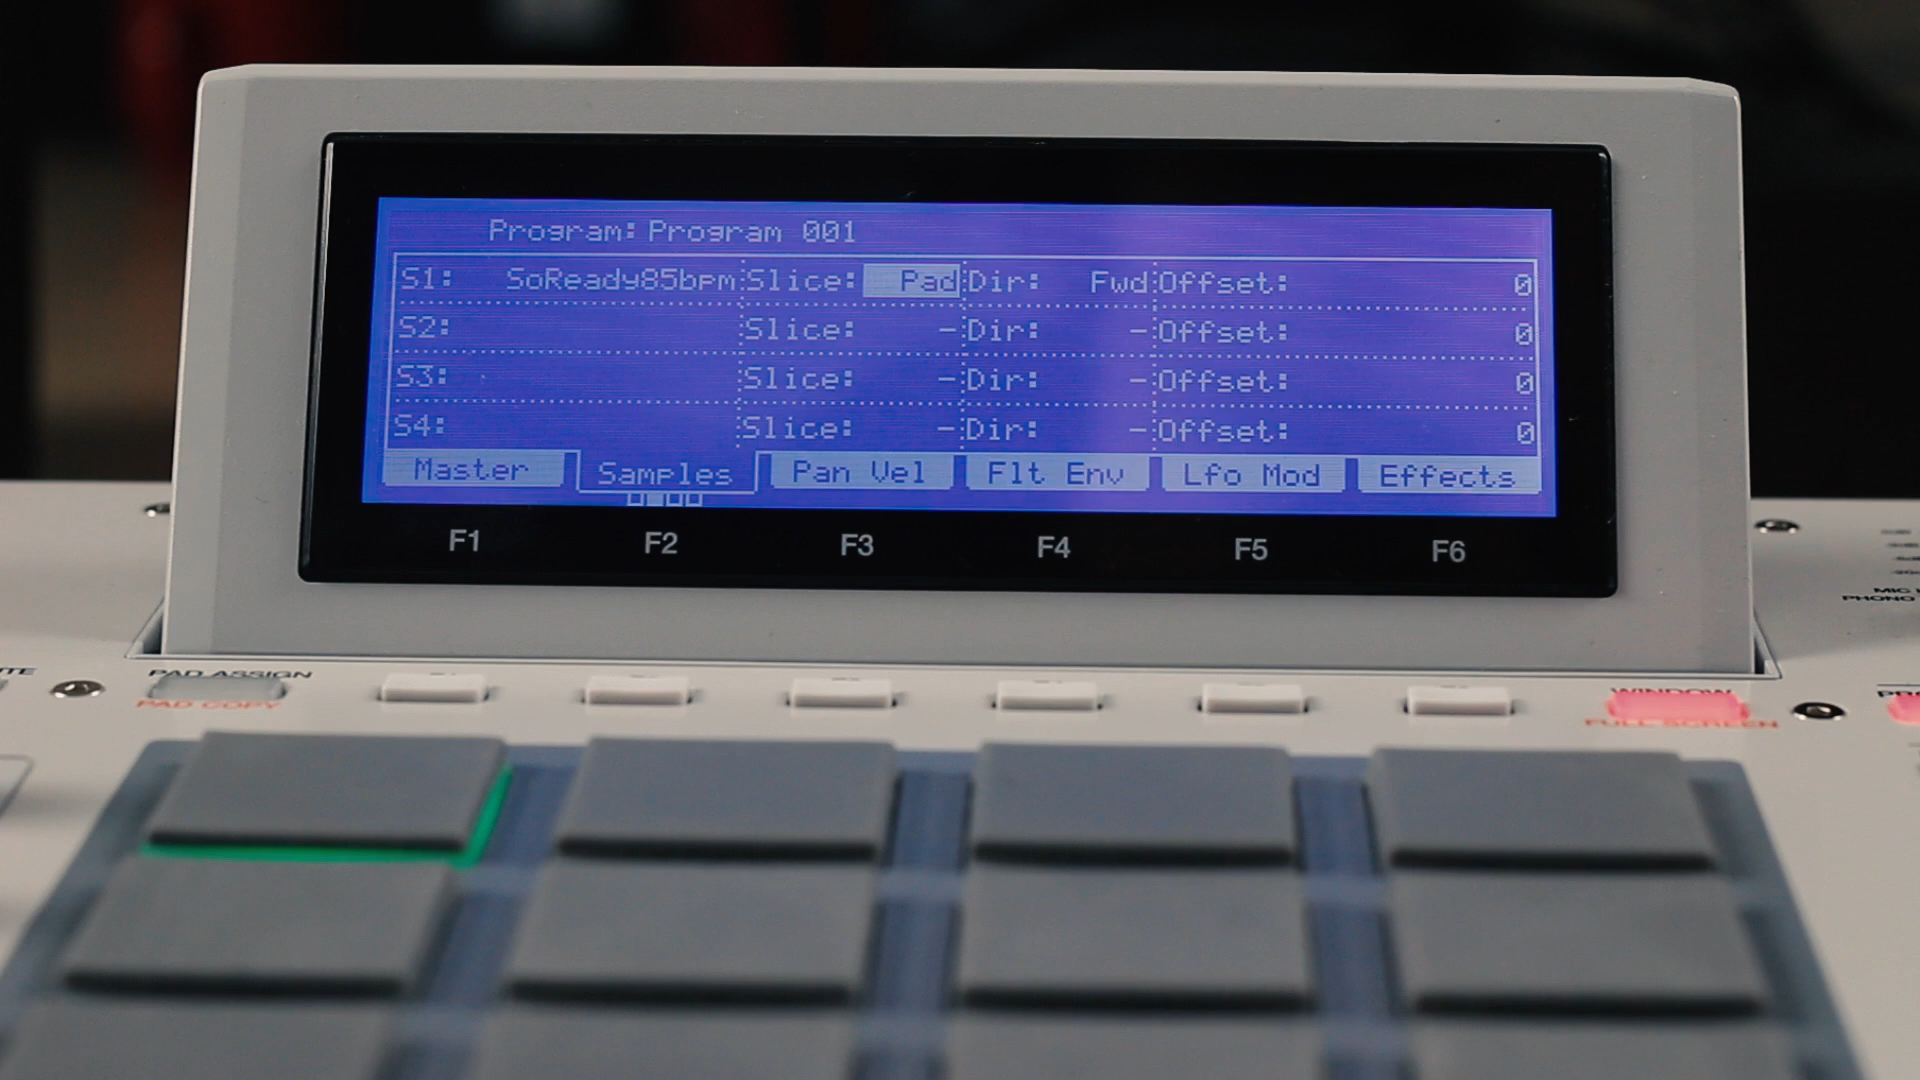 Program: Program 001
S1: SoReady85bpm Slice: Pad Dir: Fwd Offset: 0
S2: Slice: - Dir: - Offset: 0
S3: Slice: - Dir: - Offset: 0
S4: Slice: - Dir: - Offset: 0
Master Samples Pan Vel Flt Env Lfo Mod Effects
F1 F2 F3 F4 F5 F6
PAD ASSIGN
PAD COPY
WINDOW
FULL SCREEN
MIC
PHONO